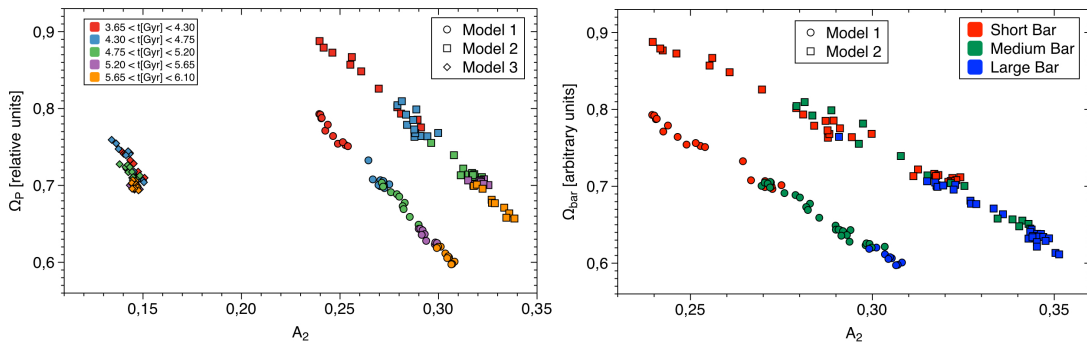 3.65 < t[Gyr] < 4.30
4.30 < t[Gyr] < 4.75
4.75 < t[Gyr] < 5.20
5.20 < t[Gyr] < 5.65
5.65 < t[Gyr] < 6.10
Model 1
Model 2
Model 3
0,9
0,8
0,7
0,6
Ω_P [relative units]
0,15
0,20
0,25
0,30
0,35
A₂
Model 1
Model 2
Short Bar
Medium Bar
Large Bar
0,9
0,8
0,7
0,6
Ω_bar [arbitrary units]
0,25
0,30
0,35
A₂